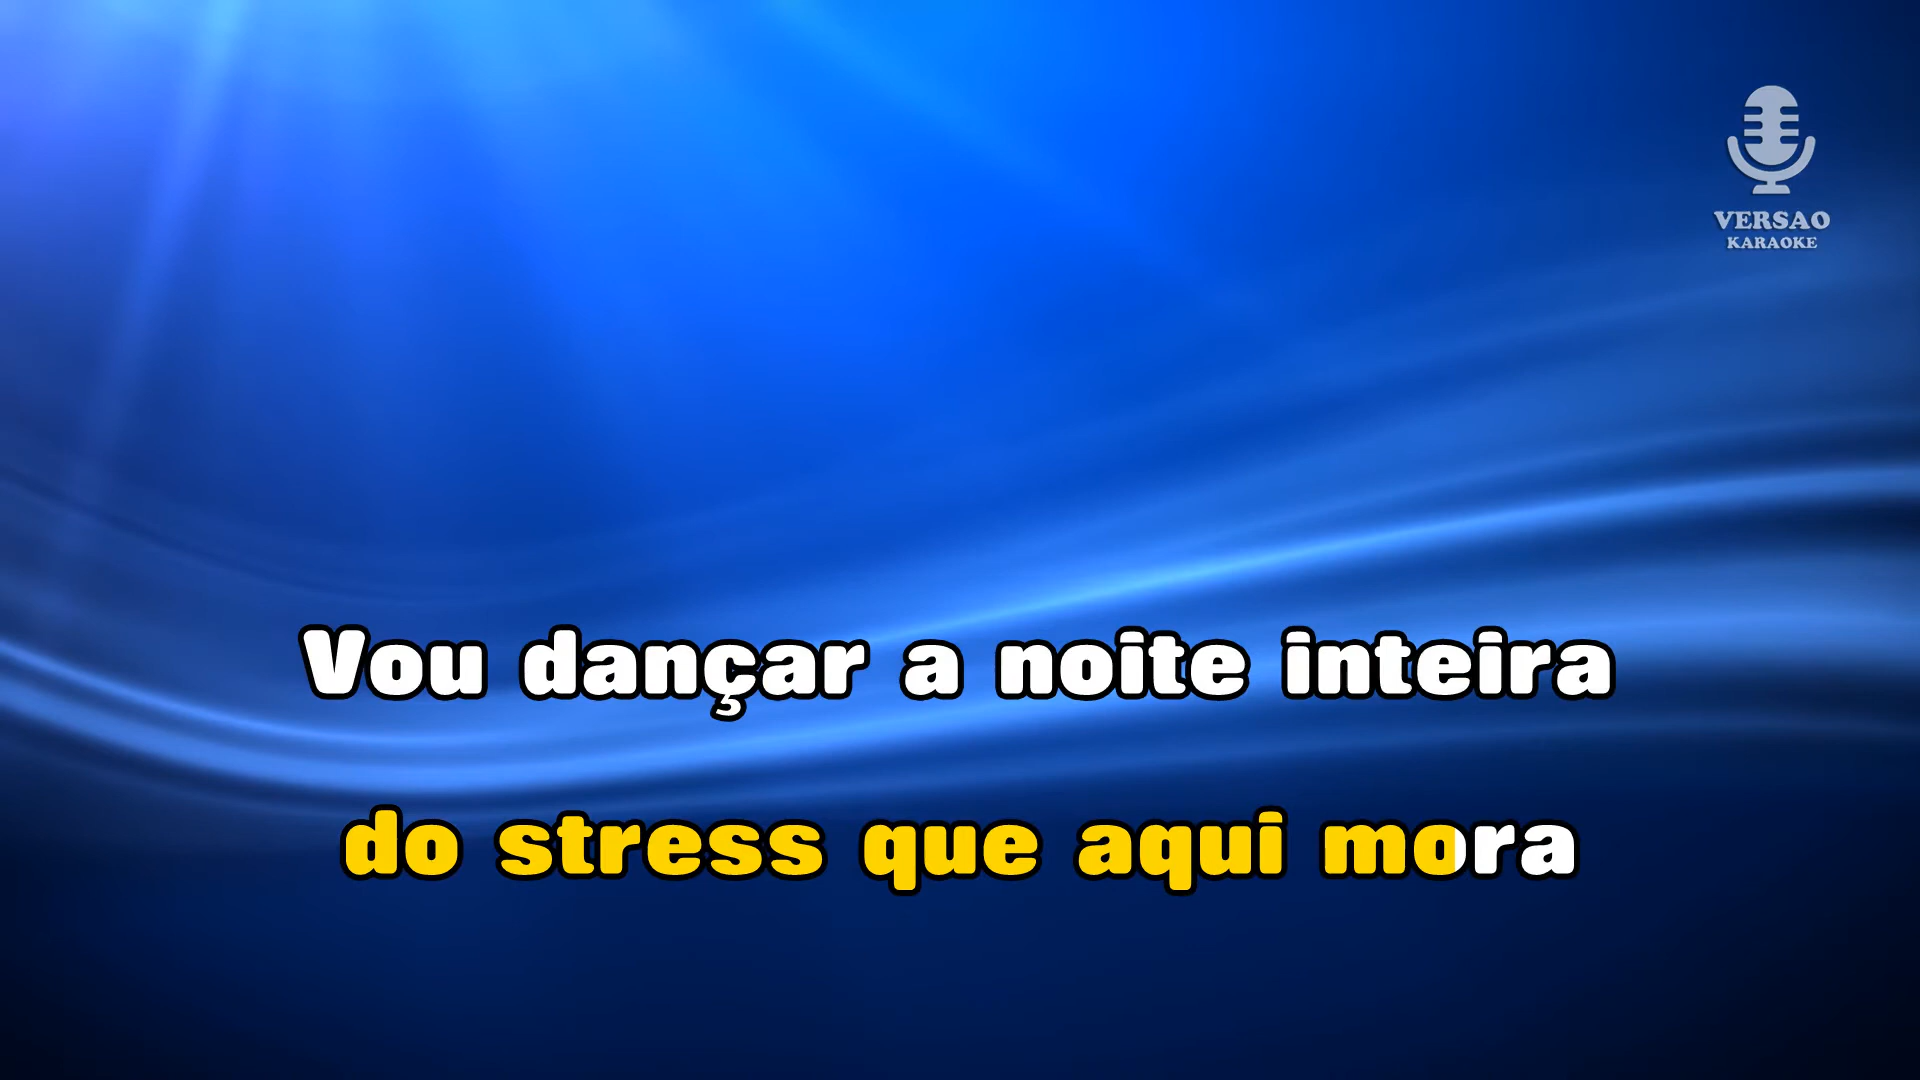 VERSAO
KARAOKE
Vou dançar a noite inteira
do stress que aqui mora